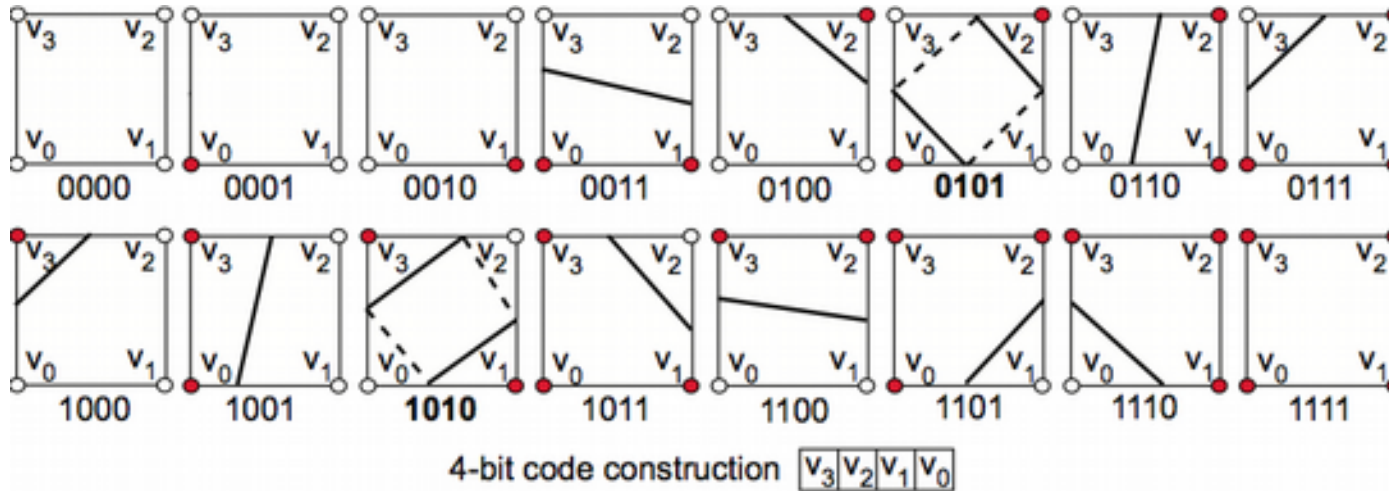 v3 v2 v3 v2 v3 v2 v3 v2 v3 v2 v3 v2 v3 v2 v3 v2
v0 v1 v0 v1 v0 v1 v0 v1 v0 v1 v0 v1 v0 v1 v0 v1
0000 0001 0010 0011 0100 0101 0110 0111
v3 v2 v3 v2 v3 v2 v3 v2 v3 v2 v3 v2 v3 v2 v3 v2
v0 v1 v0 v1 v0 v1 v0 v1 v0 v1 v0 v1 v0 v1 v0 v1
1000 1001 1010 1011 1100 1101 1110 1111
4-bit code construction v3 v2 v1 v0